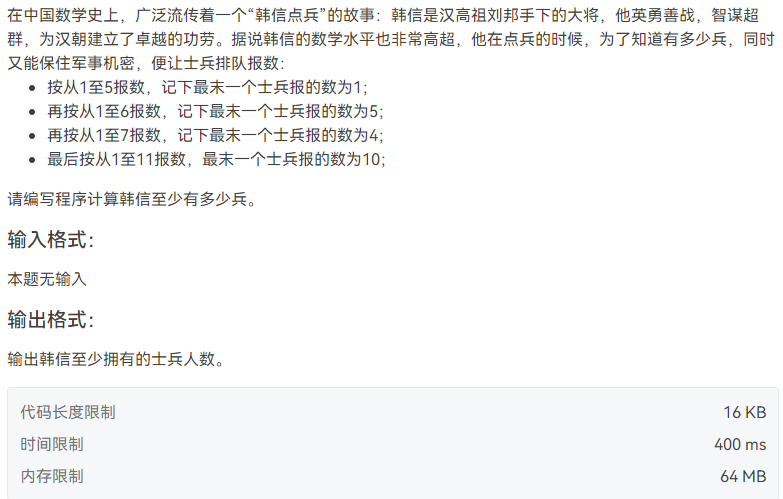 在中国数学史上，广泛流传着一个“韩信点兵”的故事：韩信是汉高祖刘邦手下的大将，他英勇善战，智谋超
群，为汉朝建立了卓越的功劳。据说韩信的数学水平也非常高超，他在点兵的时候，为了知道有多少兵，同时
又能保住军事机密，便让士兵排队报数：
• 按从1至5报数，记下最末一个士兵报的数为1；
• 再按从1至6报数，记下最末一个士兵报的数为5；
• 再按从1至7报数，记下最末一个士兵报的数为4；
• 最后按从1至11报数，最末一个士兵报的数为10；
请编写程序计算韩信至少有多少兵。
输入格式：
本题无输入
输出格式：
输出韩信至少拥有的士兵人数。
代码长度限制 16 KB
时间限制 400 ms
内存限制 64 MB